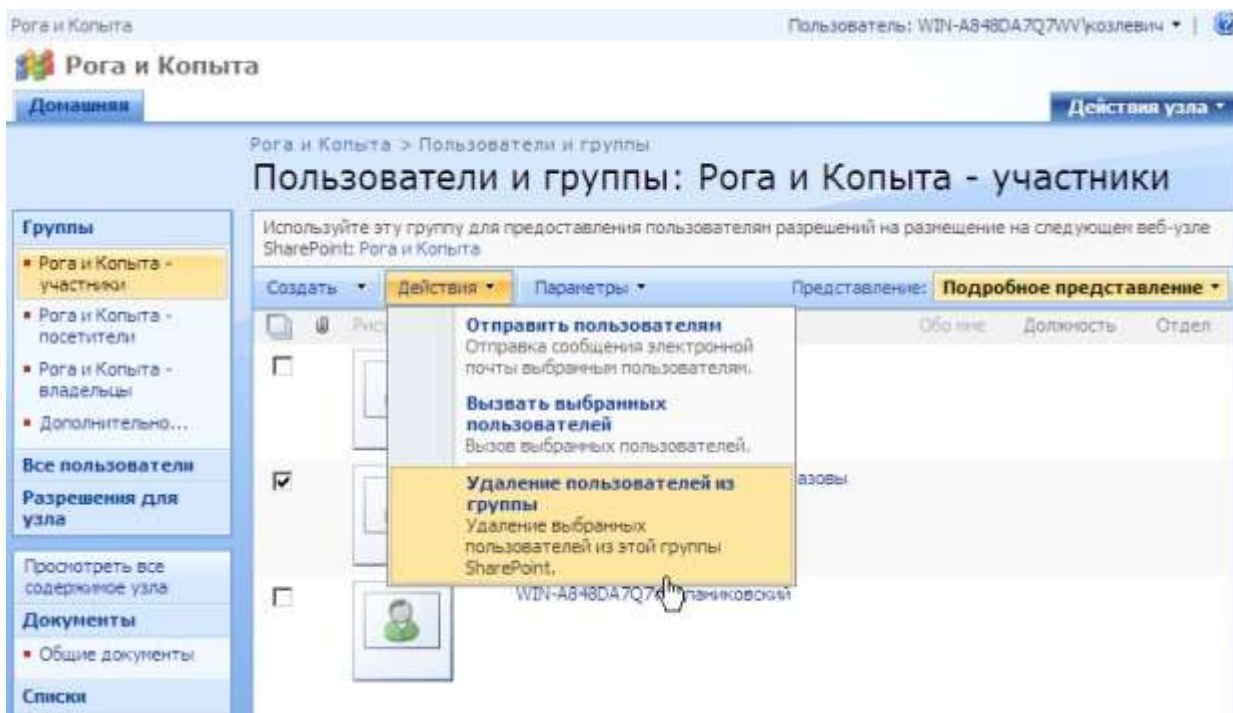 Рога и Копыта
Пользователь: WIN-A848DA7Q7WV\козлевич
Рога и Копыта
Домашняя
Действия узла
Рога и Копыта > Пользователи и группы
Пользователи и группы: Рога и Копыта - участники
Группы
Рога и Копыта -
участники
Рога и Копыта -
посетители
Рога и Копыта -
владельцы
Дополнительно...
Все пользователи
Разрешения для
узла
Просмотреть все
содержимое узла
Документы
Общие документы
Списки
Используйте эту группу для предоставления пользователям разрешений на размещение на следующем веб-узле
SharePoint: Рога и Копыта
Создать
Действия
Параметры
Представление: Подробное представление
Обо мне
Должность
Отдел
Отправить пользователям
Отправка сообщения электронной
почты выбранным пользователям.
Вызвать выбранных
пользователей
Вызов выбранных пользователей.
Удаление пользователей из
группы
Удаление выбранных
пользователей из этой группы
SharePoint.
азовы